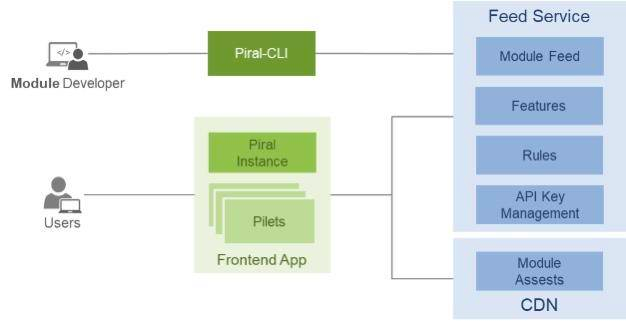 Feed Service
</>
Piral-CLI
Module Feed
Module Developer
Features
Piral
Instance
Rules
API Key
Management
Users
Pilets
Frontend App
Module
Assests
CDN